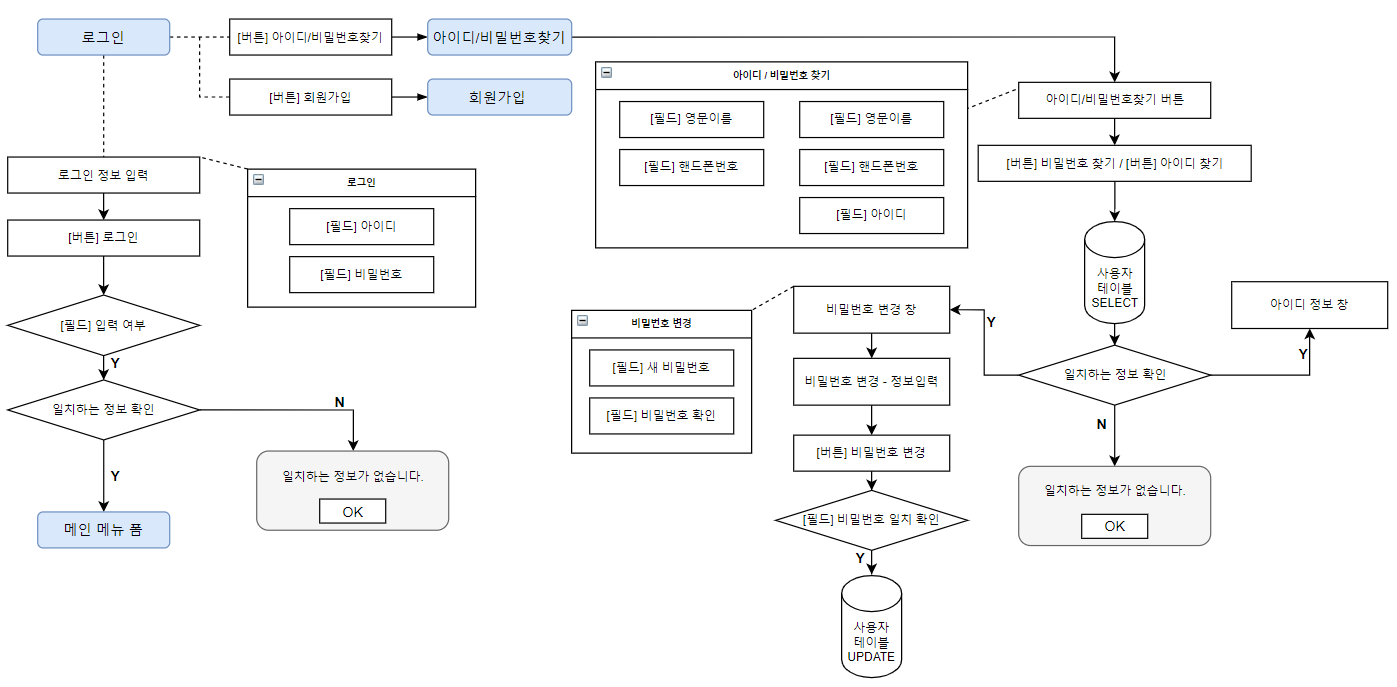 로그인
[버튼] 아이디/비밀번호찾기
아이디/비밀번호찾기
[버튼] 회원가입
회원가입
로그인 정보 입력
[버튼] 로그인
[필드] 입력 여부
Y
일치하는 정보 확인
N
Y
메인 메뉴 폼
일치하는 정보가 없습니다.
OK
로그인
[필드] 아이디
[필드] 비밀번호
아이디 / 비밀번호 찾기
[필드] 영문이름
[필드] 영문이름
[필드] 핸드폰번호
[필드] 핸드폰번호
[필드] 아이디
아이디/비밀번호찾기 버튼
[버튼] 비밀번호 찾기 / [버튼] 아이디 찾기
사용자
테이블
SELECT
일치하는 정보 확인
Y
아이디 정보 창
Y
N
일치하는 정보가 없습니다.
OK
비밀번호 변경
[필드] 새 비밀번호
[필드] 비밀번호 확인
비밀번호 변경 창
비밀번호 변경 - 정보입력
[버튼] 비밀번호 변경
[필드] 비밀번호 일치 확인
Y
사용자
테이블
UPDATE